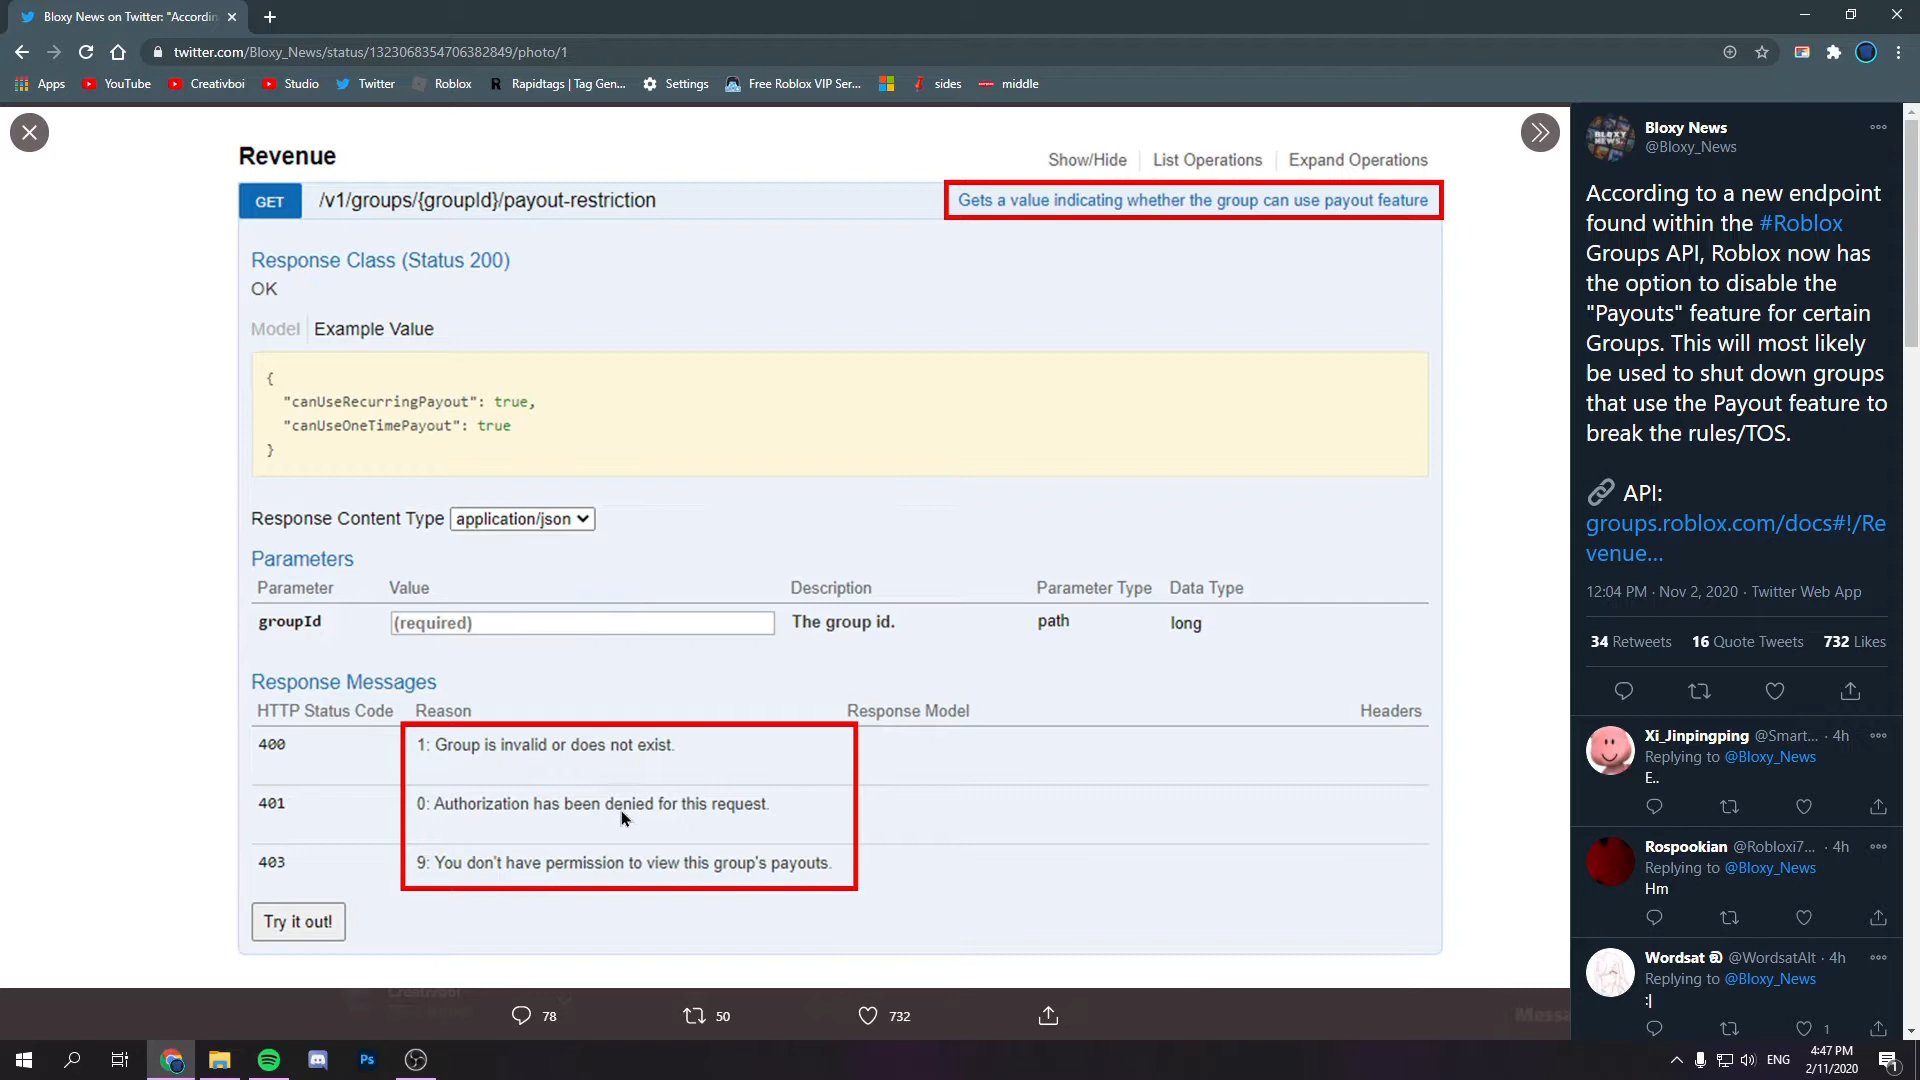 Bloxy News on Twitter: "Accordin
twitter.com/Bloxy_News/status/1323068354706382849/photo/1
Apps
YouTube
Creativboi
Studio
Twitter
Roblox
R
Rapidtags | Tag Gen...
Settings
Free Roblox VIP Ser...
sides
middle
Revenue
Show/Hide
List Operations
Expand Operations
GET
/v1/groups/{groupId}/payout-restriction
Gets a value indicating whether the group can use payout feature
Response Class (Status 200)
OK
Model
Example Value
{
"canUseRecurringPayout": true,
"canUseOneTimePayout": true
}
Response Content Type application/json
Parameters
Parameter Value Description Parameter Type Data Type
groupId (required) The group id. path long
Response Messages
HTTP Status Code Reason Response Model Headers
400 1: Group is invalid or does not exist.
401 0: Authorization has been denied for this request.
403 9: You don't have permission to view this group's payouts.
Try it out!
78
50
732
Bloxy News
@Bloxy_News
BLOXY
NEWS
According to a new endpoint
found within the #Roblox
Groups API, Roblox now has
the option to disable the
"Payouts" feature for certain
Groups. This will most likely
be used to shut down groups
that use the Payout feature to
break the rules/TOS.
API:
groups.roblox.com/docs#!/Re
venue...
12:04 PM · Nov 2, 2020 · Twitter Web App
34 Retweets 16 Quote Tweets 732 Likes
Xi_Jinpingping @Smart... · 4h
Replying to @Bloxy_News
E..
Rospookian @Robloxi7... · 4h
Replying to @Bloxy_News
Hm
Wordsat @WordsatAlt · 4h
Replying to @Bloxy_News
:|
1
Ps
ENG
4:47 PM
2/11/2020
1